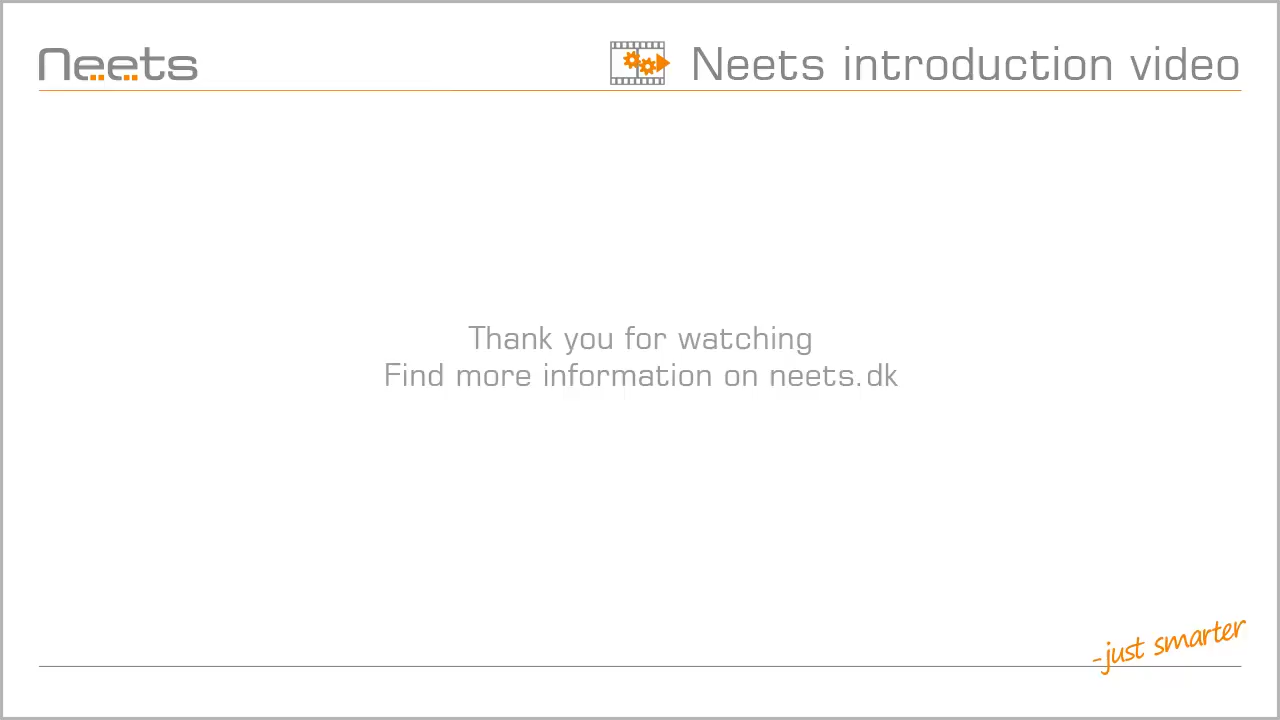 Neets
Neets introduction video
Thank you for watching
Find more information on neets.dk
-just smarter